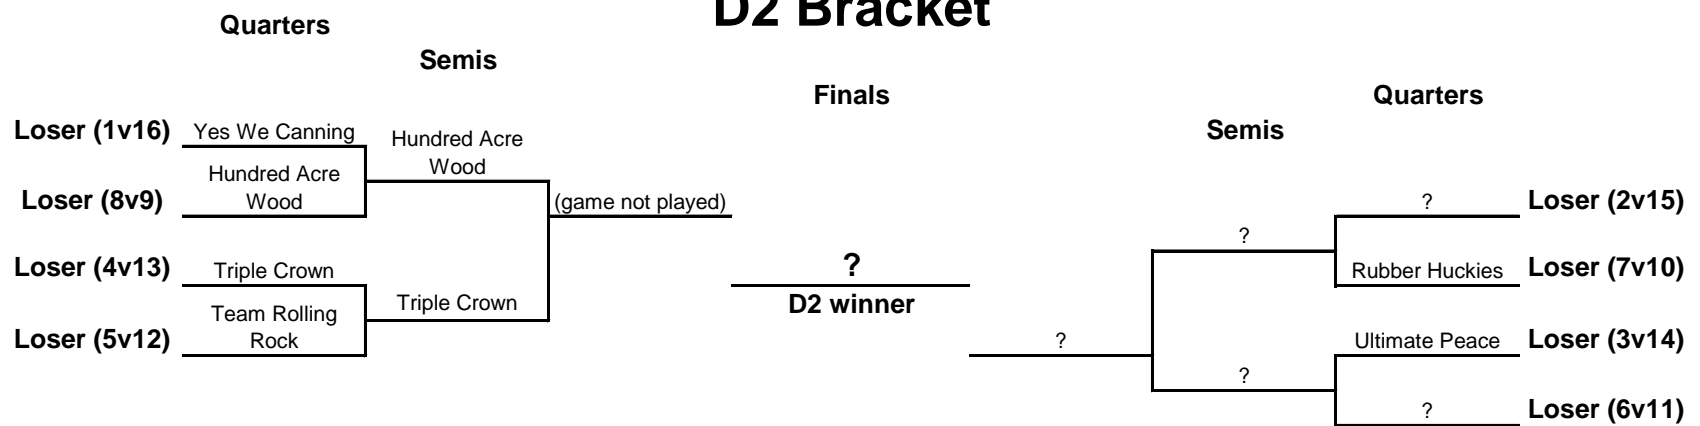 D2 Bracket
Quarters
Semis
Finals
Quarters
Semis
Loser (1v16)
Yes We Canning
Hundred Acre
Wood
Hundred Acre
Wood
Loser (8v9)
(game not played)
Loser (4v13)
Triple Crown
Triple Crown
Team Rolling
Rock
Loser (5v12)
?
D2 winner
?
?
?
Loser (2v15)
Rubber Huckies
Loser (7v10)
Ultimate Peace
Loser (3v14)
?
?
Loser (6v11)